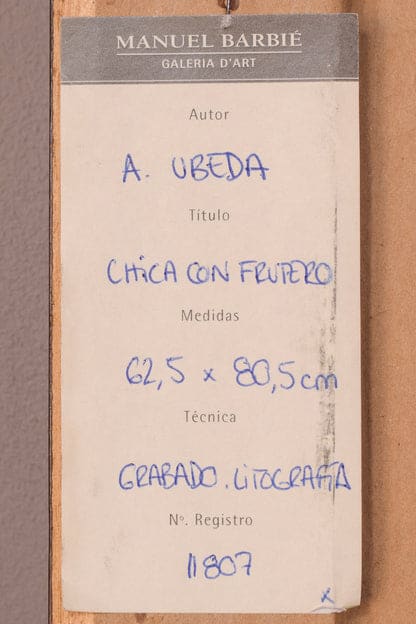 MANUEL BARBIÉ
GALERIA D'ART
Autor
A. UBEDA
Título
CHICA CON FRUTERO
Medidas
62,5 x 80,5 cm
Técnica
GRABADO. LITOGRAFÍA
Nº. Registro
11807
x